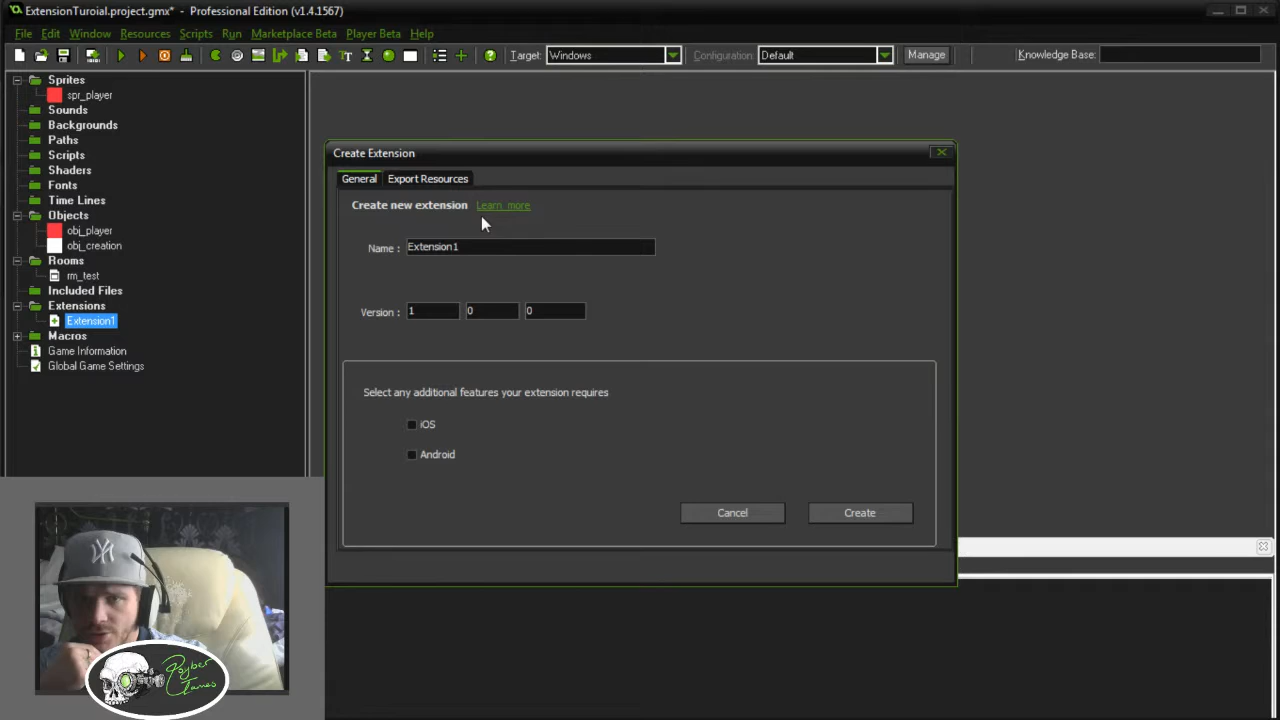 ExtensionTuroial.project.gmx* - Professional Edition (v1.4.1567)
File Edit Window Resources Scripts Run Marketplace Beta Player Beta Help
Target: Windows Configuration: Default Manage Knowledge Base:
Sprites
spr_player
Sounds
Backgrounds
Paths
Scripts
Shaders
Fonts
Time Lines
Objects
obj_player
obj_creation
Rooms
rm_test
Included Files
Extensions
Extension1
Macros
Game Information
Global Game Settings
Create Extension
General Export Resources
Create new extension Learn more
Name : Extension1
Version : 1 0 0
Select any additional features your extension requires
iOS
Android
Cancel Create
NY
Psyber
Games